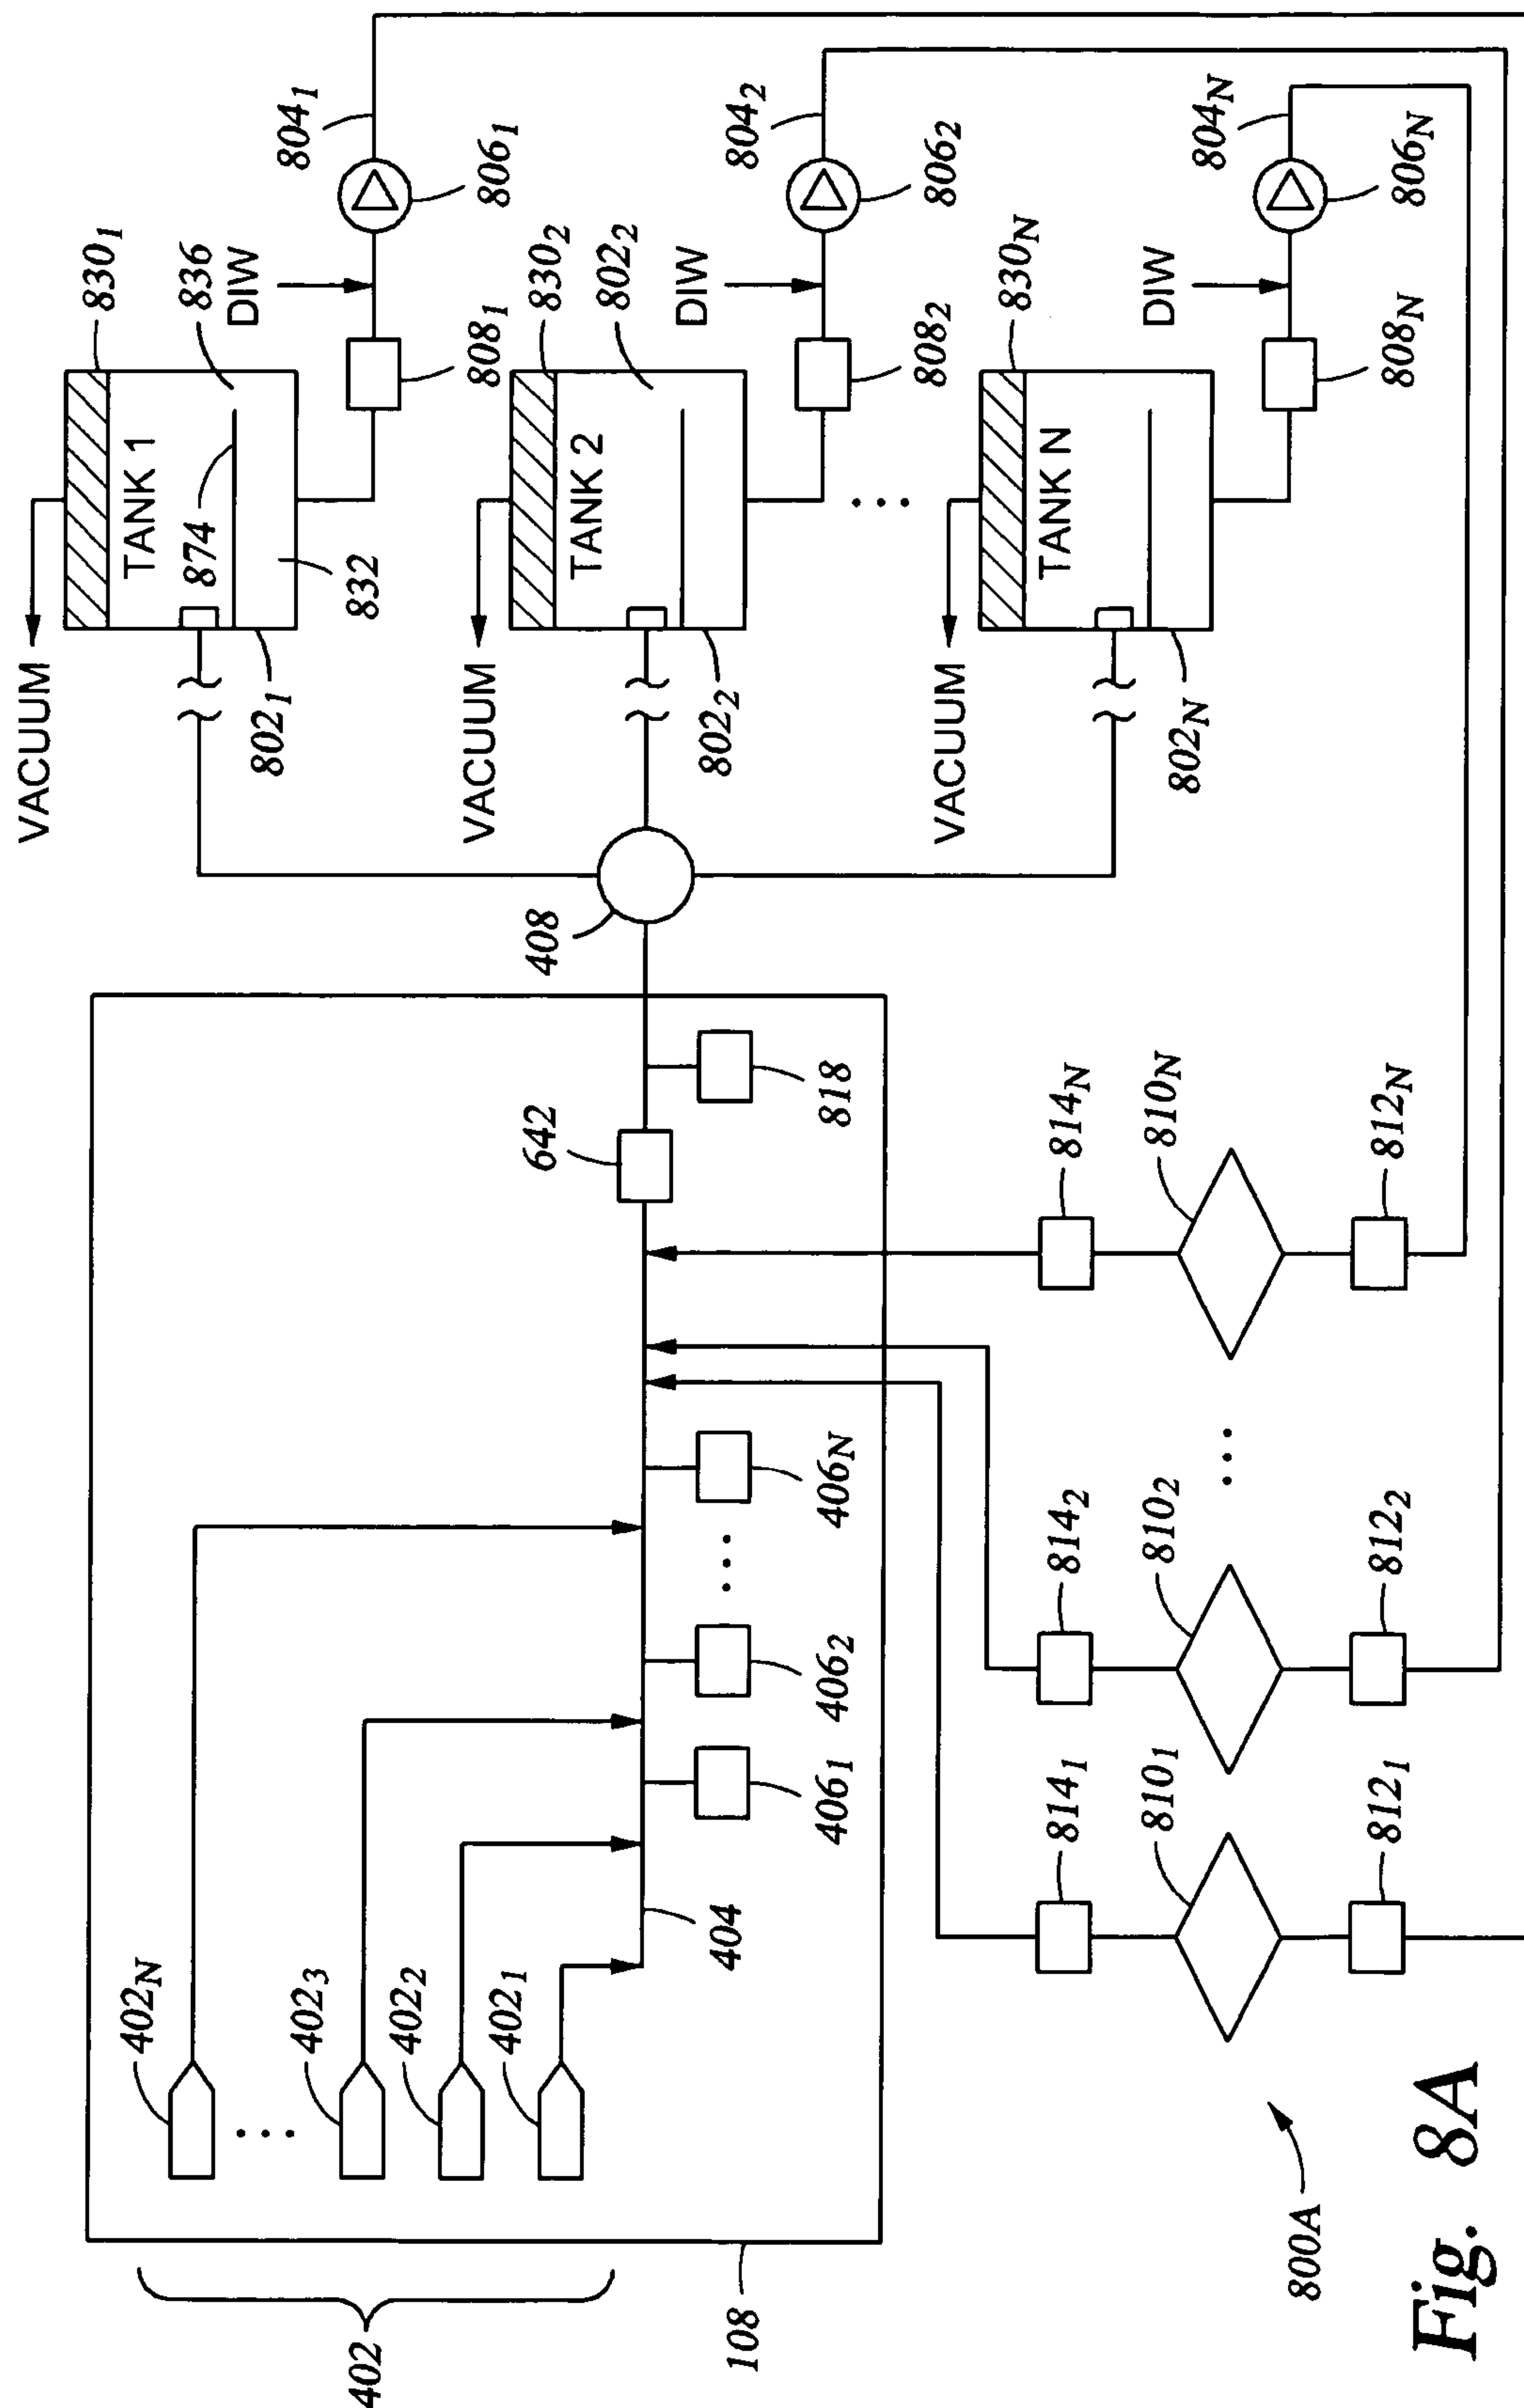 VACUUM
TANK 1
830₁
836
DIW
804₁
806₁
808₁
874
832
802₁
VACUUM
TANK 2
830₂
802₂
DIW
804₂
806₂
808₂
802₂
VACUUM
TANK N
830N
DIW
804N
806N
808N
802N
408
642
818
402N
402₃
402₂
402₁
402
404
406₁
406₂
406N
108
814₁
814₂
814N
810₁
810₂
810N
812₁
812₂
812N
800A
Fig. 8A